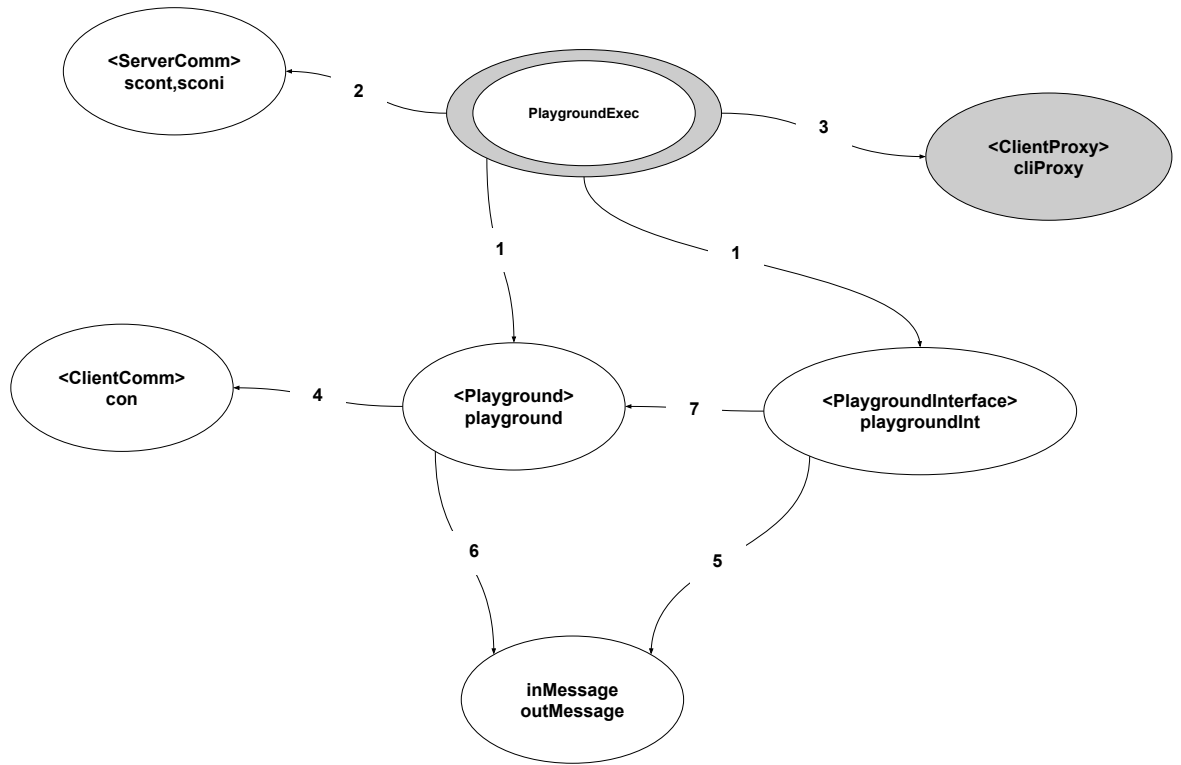 <ServerComm>
scont,sconi
2
PlaygroundExec
3
<ClientProxy>
cliProxy
1
1
<ClientComm>
con
4
<Playground>
playground
7
<PlaygroundInterface>
playgroundInt
6
5
inMessage
outMessage